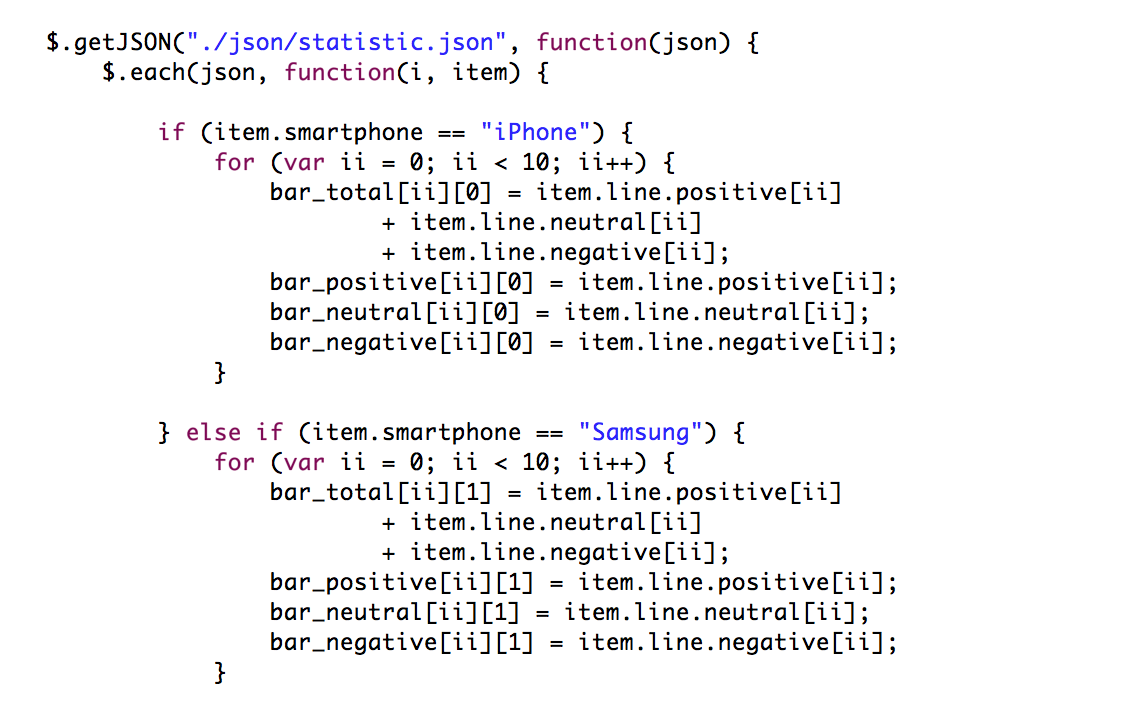 $.getJSON("./json/statistic.json", function(json) {
    $.each(json, function(i, item) {

        if (item.smartphone == "iPhone") {
            for (var ii = 0; ii < 10; ii++) {
                bar_total[ii][0] = item.line.positive[ii]
                        + item.line.neutral[ii]
                        + item.line.negative[ii];
                bar_positive[ii][0] = item.line.positive[ii];
                bar_neutral[ii][0] = item.line.neutral[ii];
                bar_negative[ii][0] = item.line.negative[ii];
            }

        } else if (item.smartphone == "Samsung") {
            for (var ii = 0; ii < 10; ii++) {
                bar_total[ii][1] = item.line.positive[ii]
                        + item.line.neutral[ii]
                        + item.line.negative[ii];
                bar_positive[ii][1] = item.line.positive[ii];
                bar_neutral[ii][1] = item.line.neutral[ii];
                bar_negative[ii][1] = item.line.negative[ii];
            }